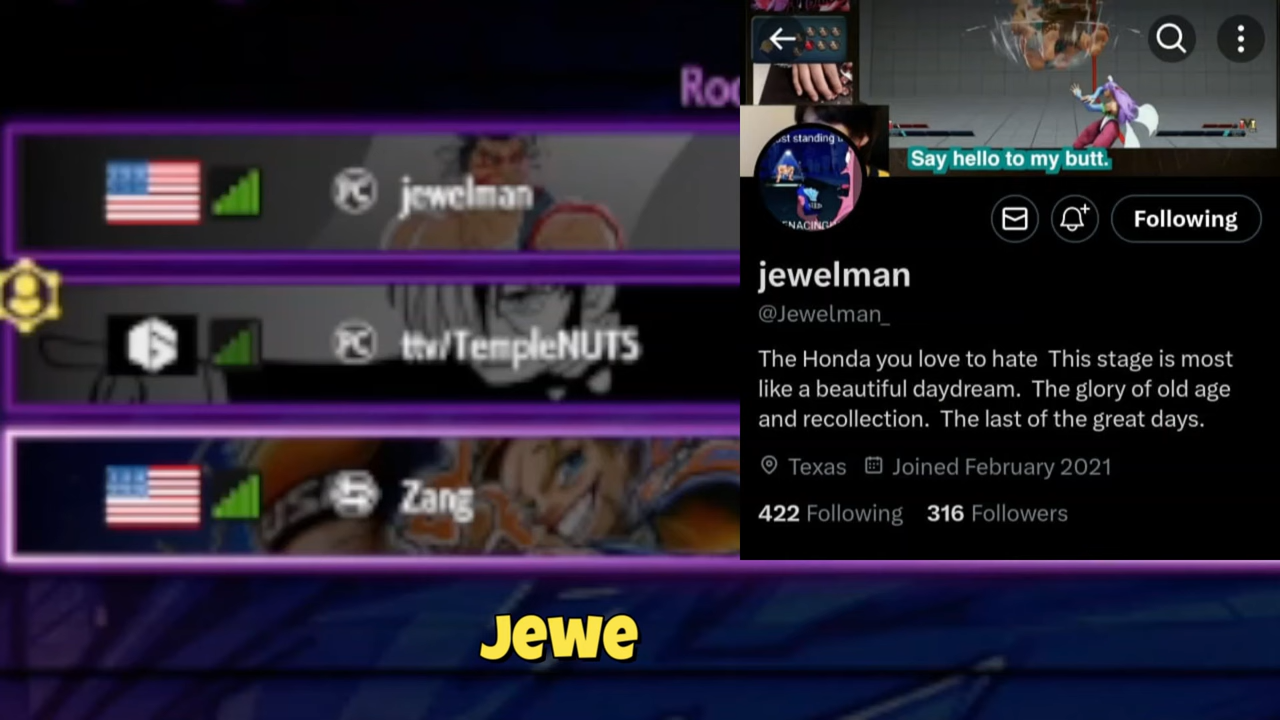 Roo
jewelman
ttv/TempleNUTS
Zang
Jewe
Say hello to my butt.
Following
jewelman
@Jewelman_
The Honda you love to hate This stage is most
like a beautiful daydream. The glory of old age
and recollection. The last of the great days.
Texas Joined February 2021
422 Following 316 Followers